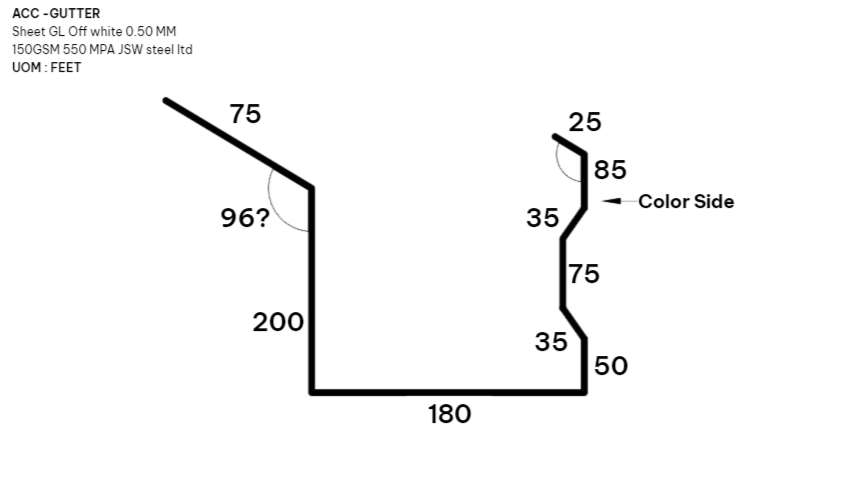 ACC -GUTTER
Sheet GL Off white 0.50 MM
150GSM 550 MPA JSW steel ltd
UOM : FEET
75
25
85
Color Side
96?
35
75
200
35
50
180